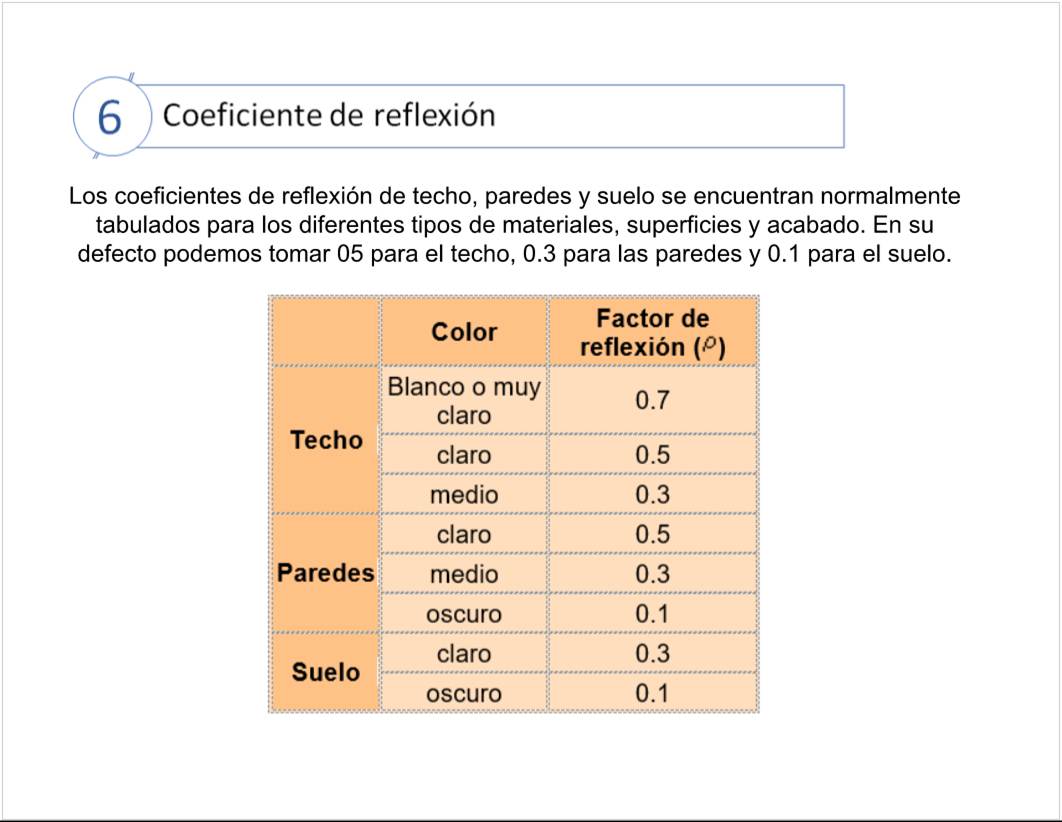 6 Coeficiente de reflexión
Los coeficientes de reflexión de techo, paredes y suelo se encuentran normalmente
tabulados para los diferentes tipos de materiales, superficies y acabado. En su
defecto podemos tomar 05 para el techo, 0.3 para las paredes y 0.1 para el suelo.
Color Factor de
reflexión (ρ)
Techo
Blanco o muy
claro 0.7
claro 0.5
medio 0.3
Paredes
claro 0.5
medio 0.3
oscuro 0.1
Suelo
claro 0.3
oscuro 0.1